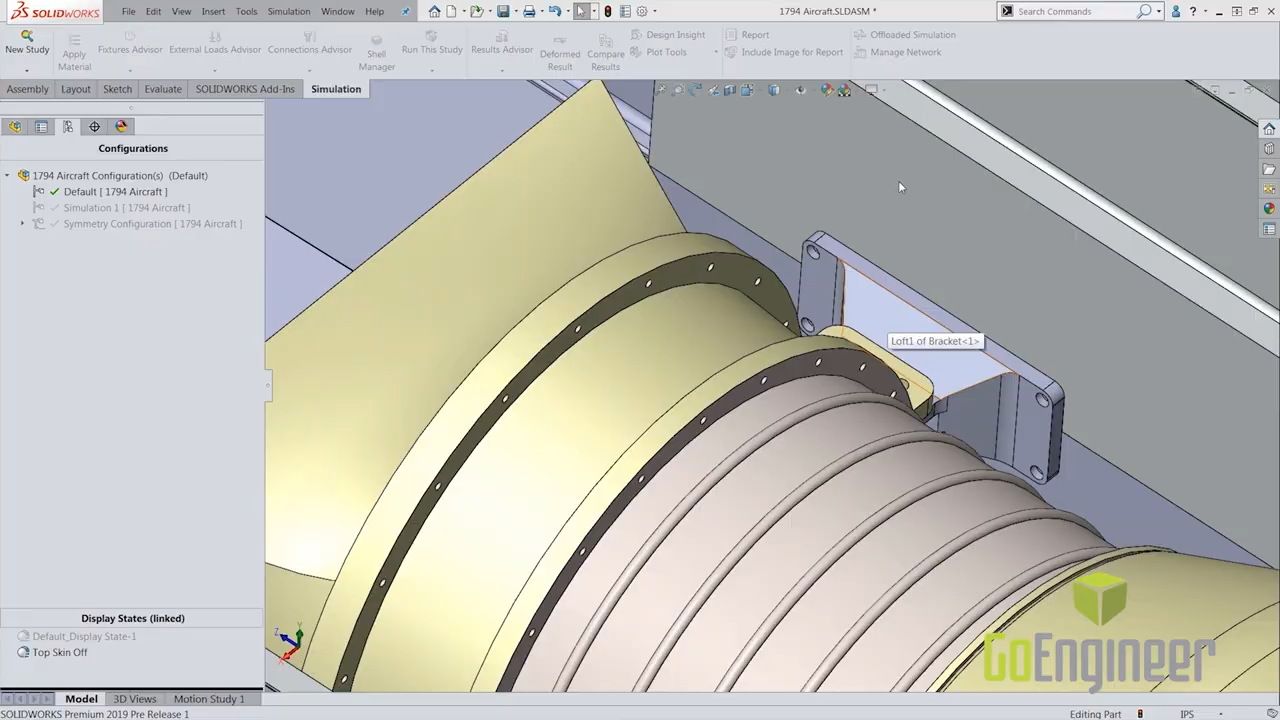 SOLIDWORKS File Edit View Insert Tools Simulation Window Help 1794 Aircraft.SLDASM * Search Commands
New Study Apply Material Fixtures Advisor External Loads Advisor Connections Advisor Shell Manager Run This Study Results Advisor Deformed Result Compare Results Design Insight Plot Tools Report Include Image for Report Offloaded Simulation Manage Network
Assembly Layout Sketch Evaluate SOLIDWORKS Add-Ins Simulation
Configurations
1794 Aircraft Configuration(s) (Default)
Default [ 1794 Aircraft ]
Simulation 1 [ 1794 Aircraft ]
Symmetry Configuration [ 1794 Aircraft ]
Loft1 of Bracket<1>
Display States (linked)
Default_Display State-1
Top Skin Off
Z Y X
GoEngineer
Model 3D Views Motion Study 1
SOLIDWORKS Premium 2019 Pre Release 1 Editing Part IPS